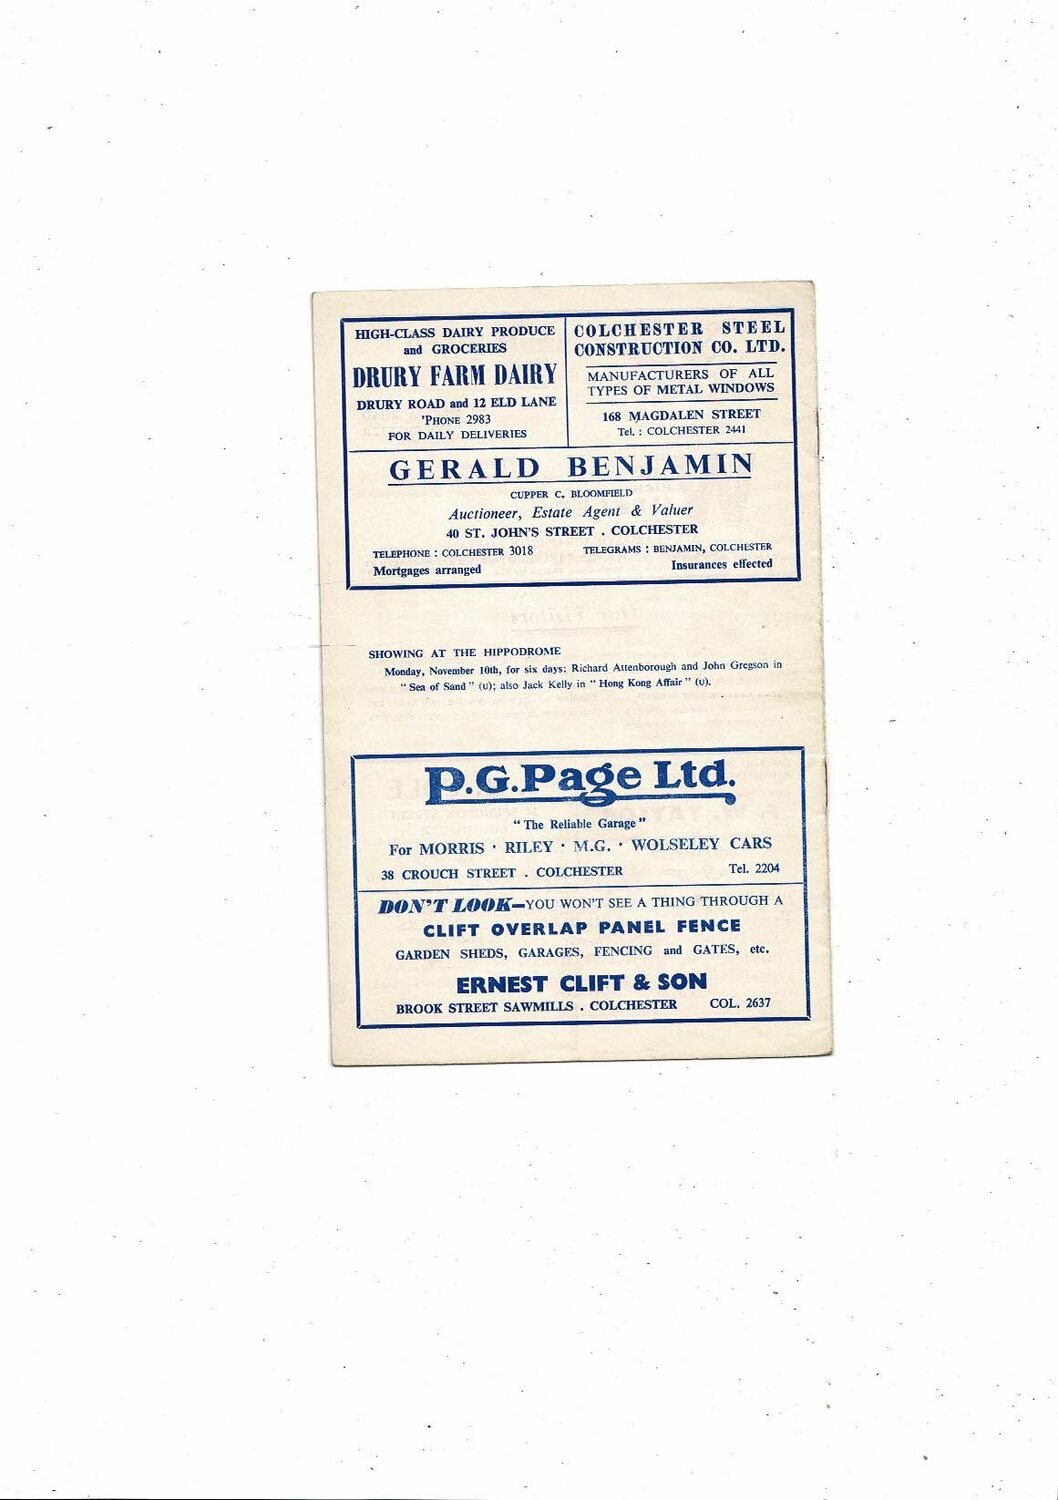 HIGH-CLASS DAIRY PRODUCE
and GROCERIES
DRURY FARM DAIRY
DRURY ROAD and 12 ELD LANE
'PHONE 2983
FOR DAILY DELIVERIES
COLCHESTER STEEL
CONSTRUCTION CO. LTD.
MANUFACTURERS OF ALL
TYPES OF METAL WINDOWS
168 MAGDALEN STREET
Tel. : COLCHESTER 2441
GERALD BENJAMIN
CUPPER C. BLOOMFIELD
Auctioneer, Estate Agent & Valuer
40 ST. JOHN'S STREET . COLCHESTER
TELEPHONE : COLCHESTER 3018 TELEGRAMS : BENJAMIN, COLCHESTER
Mortgages arranged Insurances effected
SHOWING AT THE HIPPODROME
Monday, November 10th, for six days: Richard Attenborough and John Gregson in
"Sea of Sand" (U); also Jack Kelly in "Hong Kong Affair" (U).
P.G.Page Ltd.
"The Reliable Garage"
For MORRIS · RILEY · M.G. · WOLSELEY CARS
38 CROUCH STREET . COLCHESTER Tel. 2204
DON'T LOOK—YOU WON'T SEE A THING THROUGH A
CLIFT OVERLAP PANEL FENCE
GARDEN SHEDS, GARAGES, FENCING and GATES, etc.
ERNEST CLIFT & SON
BROOK STREET SAWMILLS . COLCHESTER COL. 2637